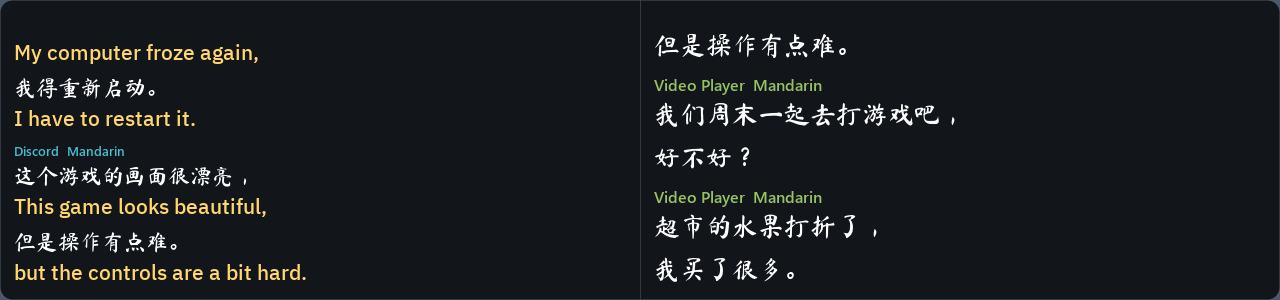 My computer froze again,
我得重新启动。
I have to restart it.
Discord Mandarin
这个游戏的画面很漂亮，
This game looks beautiful,
但是操作有点难。
but the controls are a bit hard.
但是操作有点难。
Video Player Mandarin
我们周末一起去打游戏吧，
好不好？
Video Player Mandarin
超市的水果打折了，
我买了很多。